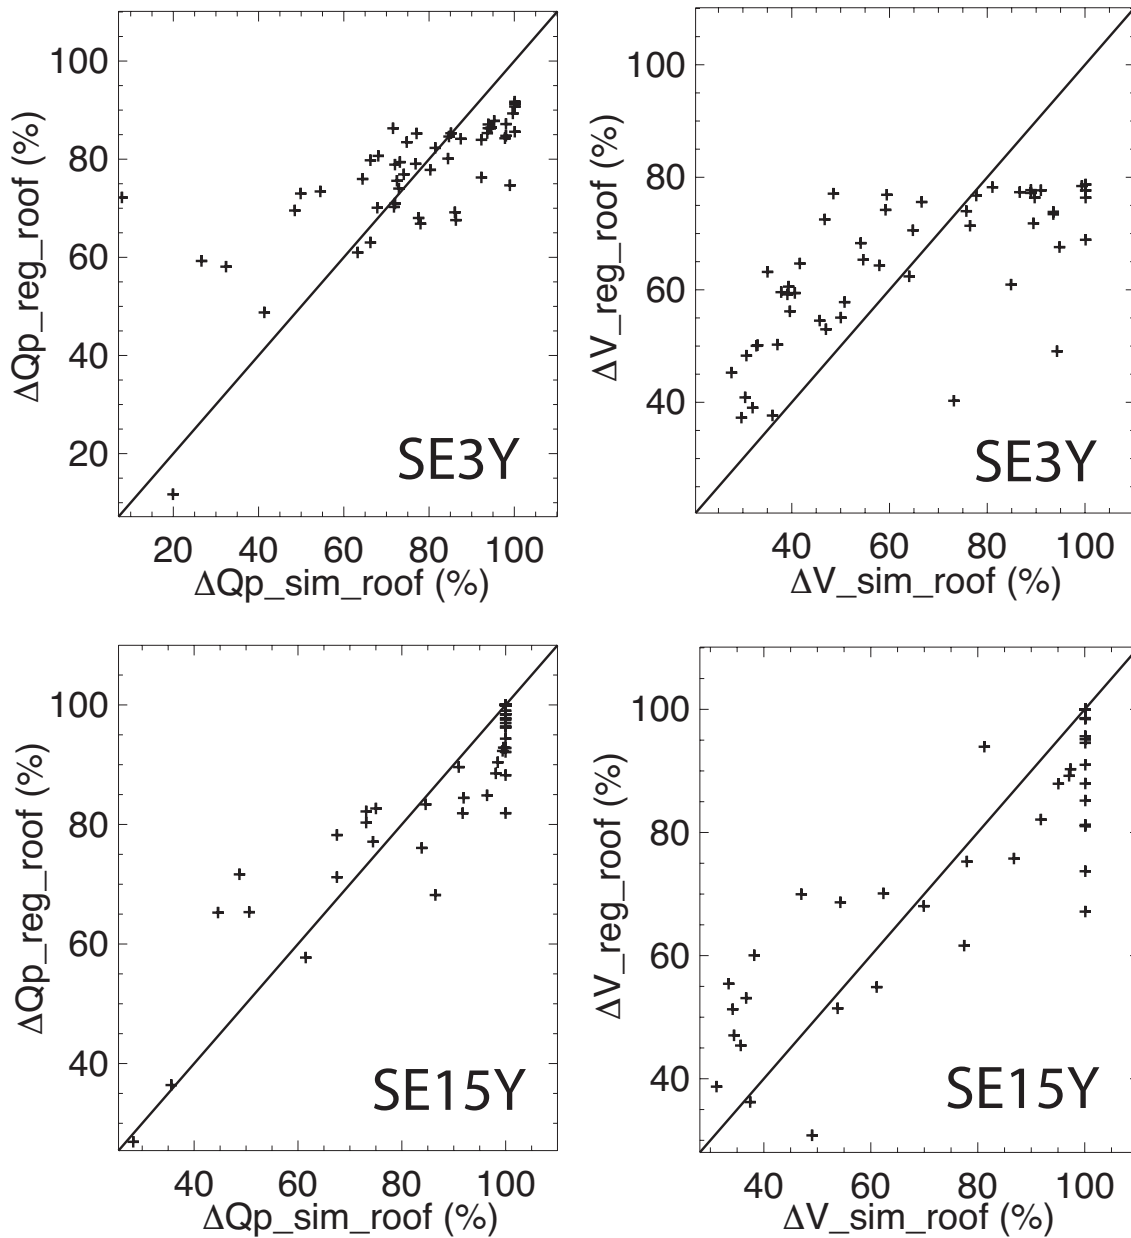 100
80
60
40
20
ΔQp_reg_roof (%)
SE3Y
20 40 60 80 100
ΔQp_sim_roof (%)
100
80
60
40
ΔV_reg_roof (%)
SE3Y
40 60 80 100
ΔV_sim_roof (%)
100
80
60
40
ΔQp_reg_roof (%)
SE15Y
40 60 80 100
ΔQp_sim_roof (%)
100
80
60
40
ΔV_reg_roof (%)
SE15Y
40 60 80 100
ΔV_sim_roof (%)